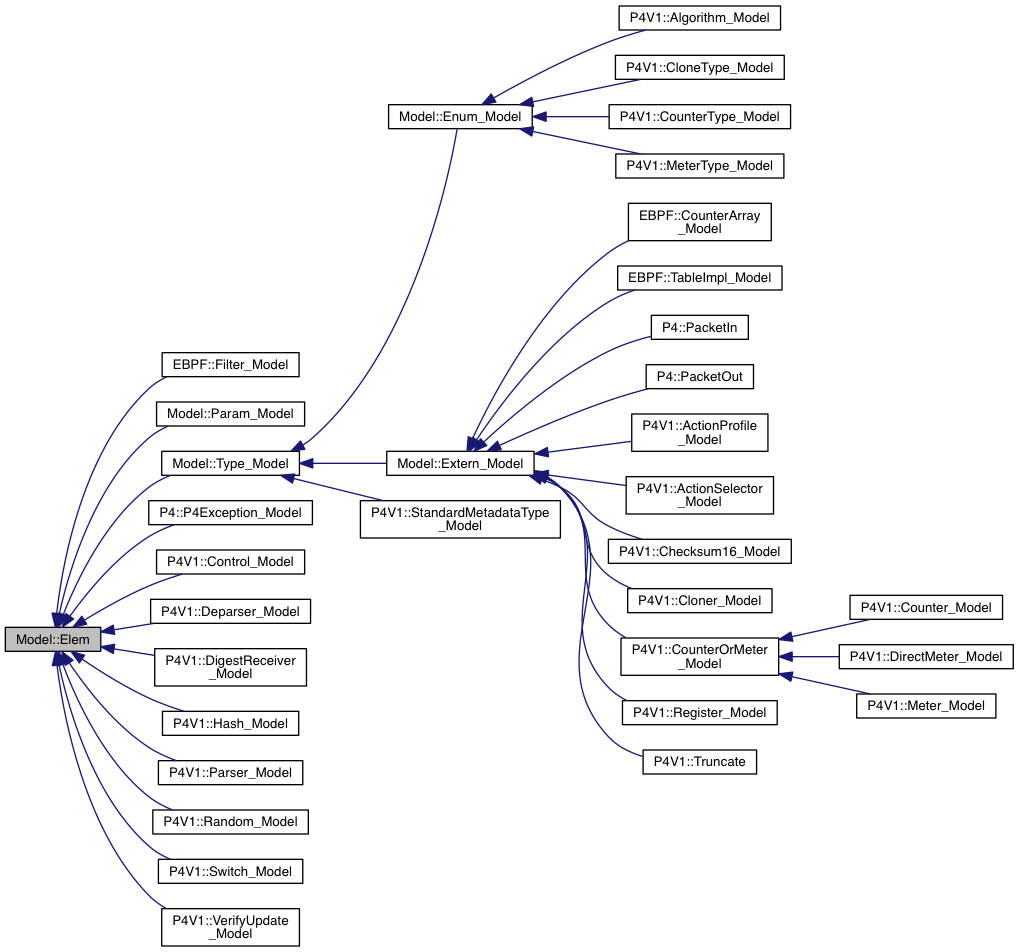 P4V1::Algorithm_Model
P4V1::CloneType_Model
Model::Enum_Model
P4V1::CounterType_Model
P4V1::MeterType_Model
EBPF::CounterArray
_Model
EBPF::TableImpl_Model
P4::PacketIn
EBPF::Filter_Model
P4::PacketOut
Model::Param_Model
P4V1::ActionProfile
_Model
Model::Type_Model
Model::Extern_Model
P4V1::ActionSelector
_Model
P4::P4Exception_Model
P4V1::StandardMetadataType
_Model
P4V1::Control_Model
P4V1::Checksum16_Model
P4V1::Deparser_Model
P4V1::Cloner_Model
P4V1::Counter_Model
Model::Elem
P4V1::DigestReceiver
_Model
P4V1::CounterOrMeter
_Model
P4V1::DirectMeter_Model
P4V1::Hash_Model
P4V1::Register_Model
P4V1::Meter_Model
P4V1::Parser_Model
P4V1::Truncate
P4V1::Random_Model
P4V1::Switch_Model
P4V1::VerifyUpdate
_Model